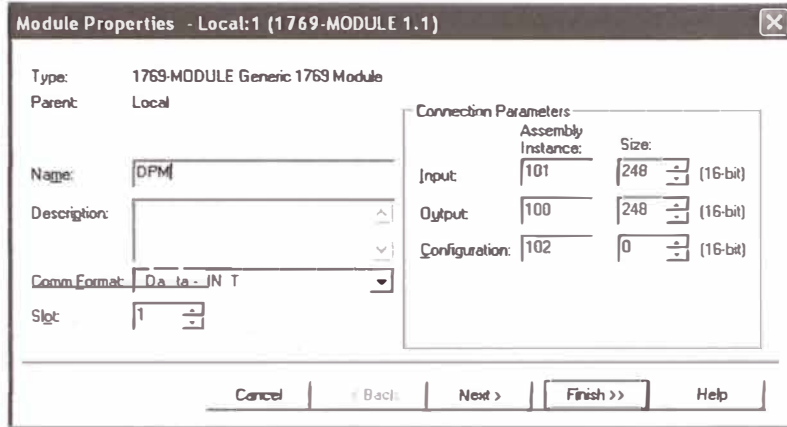 Module Properties - Local:1 (1769-MODULE 1.1)
Type: 1769-MODULE Generic 1769 Module
Parent: Local
Connection Parameters
Assembly Instance: Size:
Name: DPM
Input: 101 248 (16-bit)
Description:
Output: 100 248 (16-bit)
Configuration: 102 0 (16-bit)
Comm Format: Data - INT
Slot: 1
Cancel < Back Next > Finish >> Help